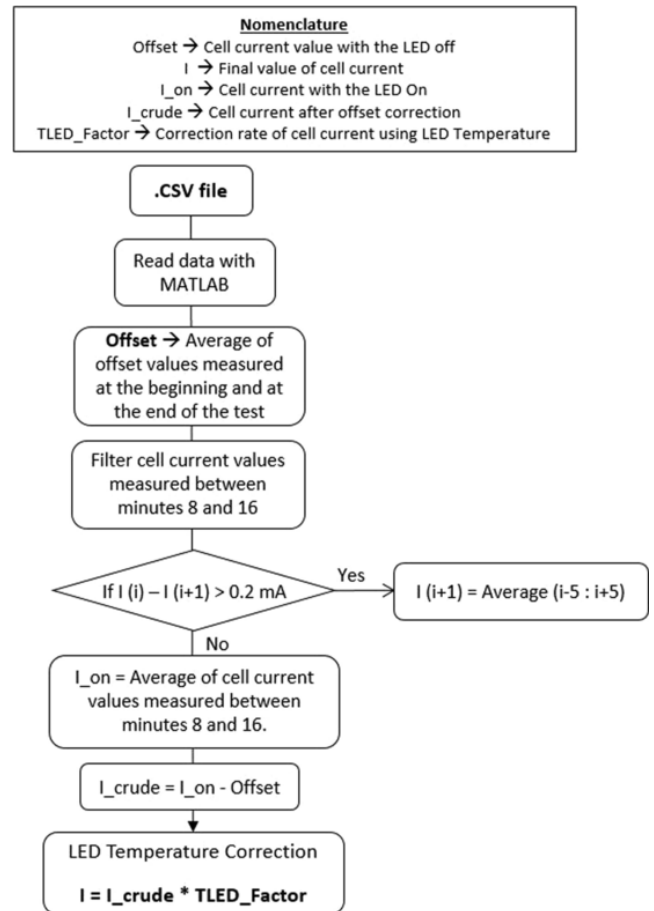 Nomenclature
Offset → Cell current value with the LED off
I → Final value of cell current
I_on → Cell current with the LED On
I_crude → Cell current after offset correction
TLED_Factor → Correction rate of cell current using LED Temperature
.CSV file
Read data with
MATLAB
Offset → Average of
offset values measured
at the beginning and at
the end of the test
Filter cell current values
measured between
minutes 8 and 16
If I (i) – I (i+1) > 0.2 mA
Yes
I (i+1) = Average (i-5 : i+5)
No
I_on = Average of cell current
values measured between
minutes 8 and 16.
I_crude = I_on - Offset
LED Temperature Correction
I = I_crude * TLED_Factor